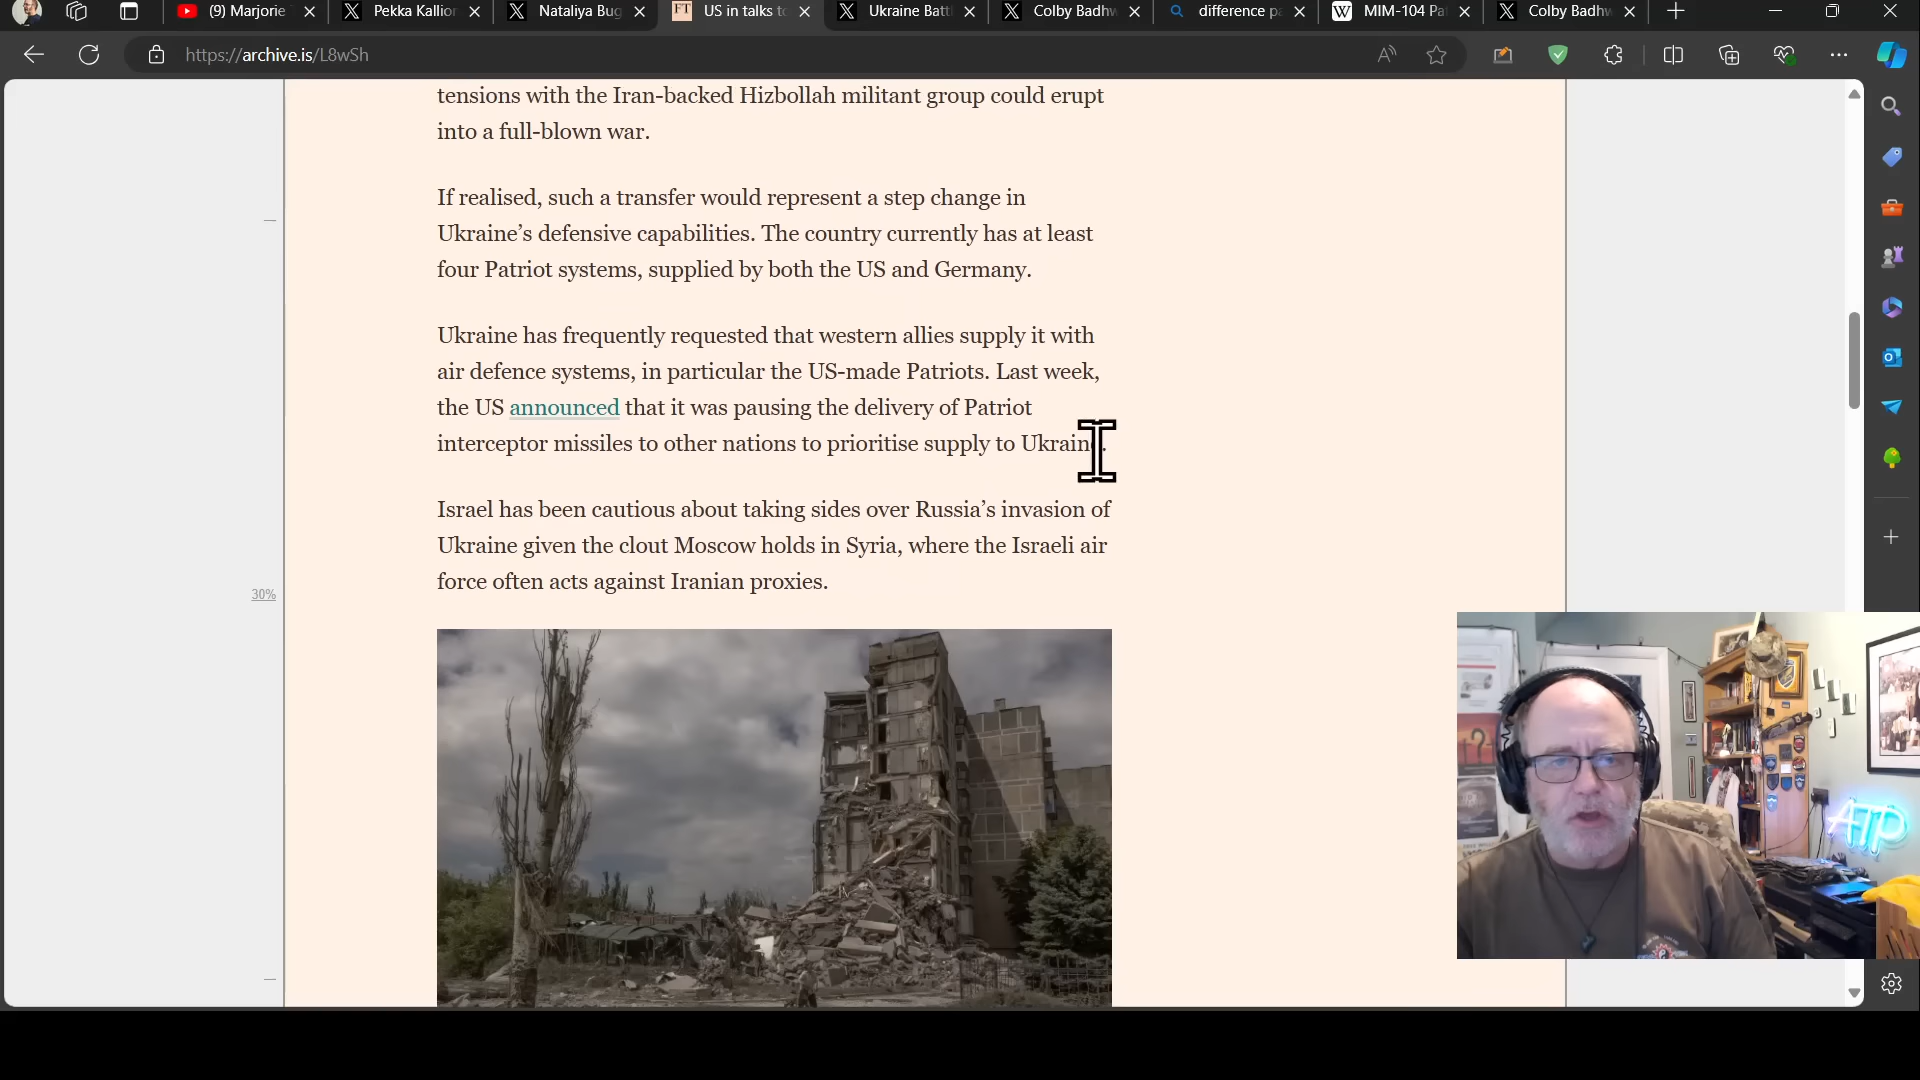 (9) Marjorie
Pekka Kallior
Nataliya Bug
FT
US in talks to
Ukraine Batt
Colby Badhw
difference pa
W
MIM-104 Pa
Colby Badhw
https://archive.is/L8wSh
tensions with the Iran-backed Hizbollah militant group could erupt
into a full-blown war.
If realised, such a transfer would represent a step change in
Ukraine’s defensive capabilities. The country currently has at least
four Patriot systems, supplied by both the US and Germany.
Ukraine has frequently requested that western allies supply it with
air defence systems, in particular the US-made Patriots. Last week,
the US announced that it was pausing the delivery of Patriot
interceptor missiles to other nations to prioritise supply to Ukraine.
Israel has been cautious about taking sides over Russia’s invasion of
Ukraine given the clout Moscow holds in Syria, where the Israeli air
force often acts against Iranian proxies.
30%
ATP